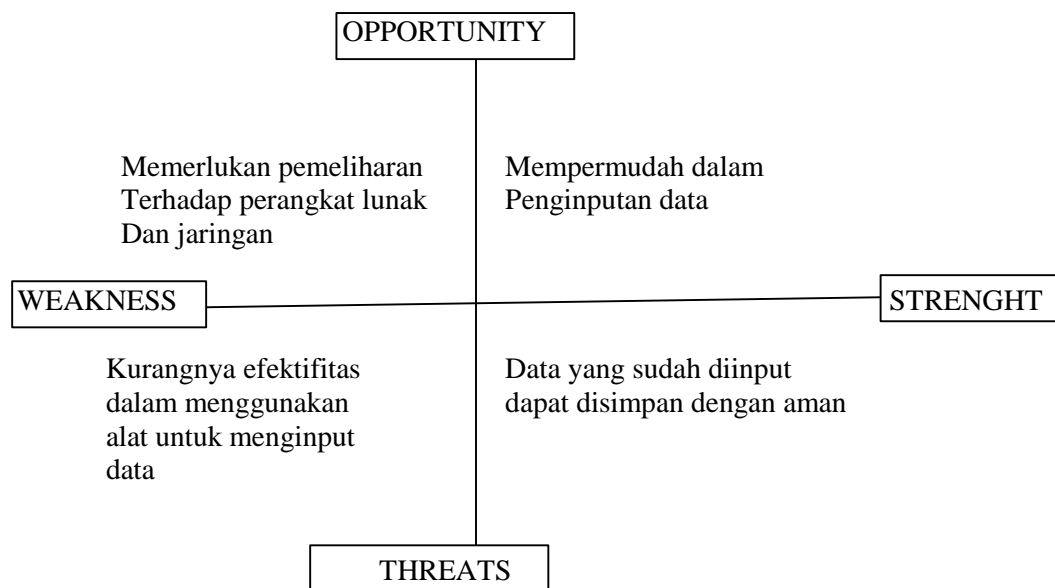 OPPORTUNITY
Memerlukan pemeliharan
Terhadap perangkat lunak
Dan jaringan
Mempermudah dalam
Penginputan data
WEAKNESS
STRENGHT
Kurangnya efektifitas
dalam menggunakan
alat untuk menginput
data
Data yang sudah diinput
dapat disimpan dengan aman
THREATS